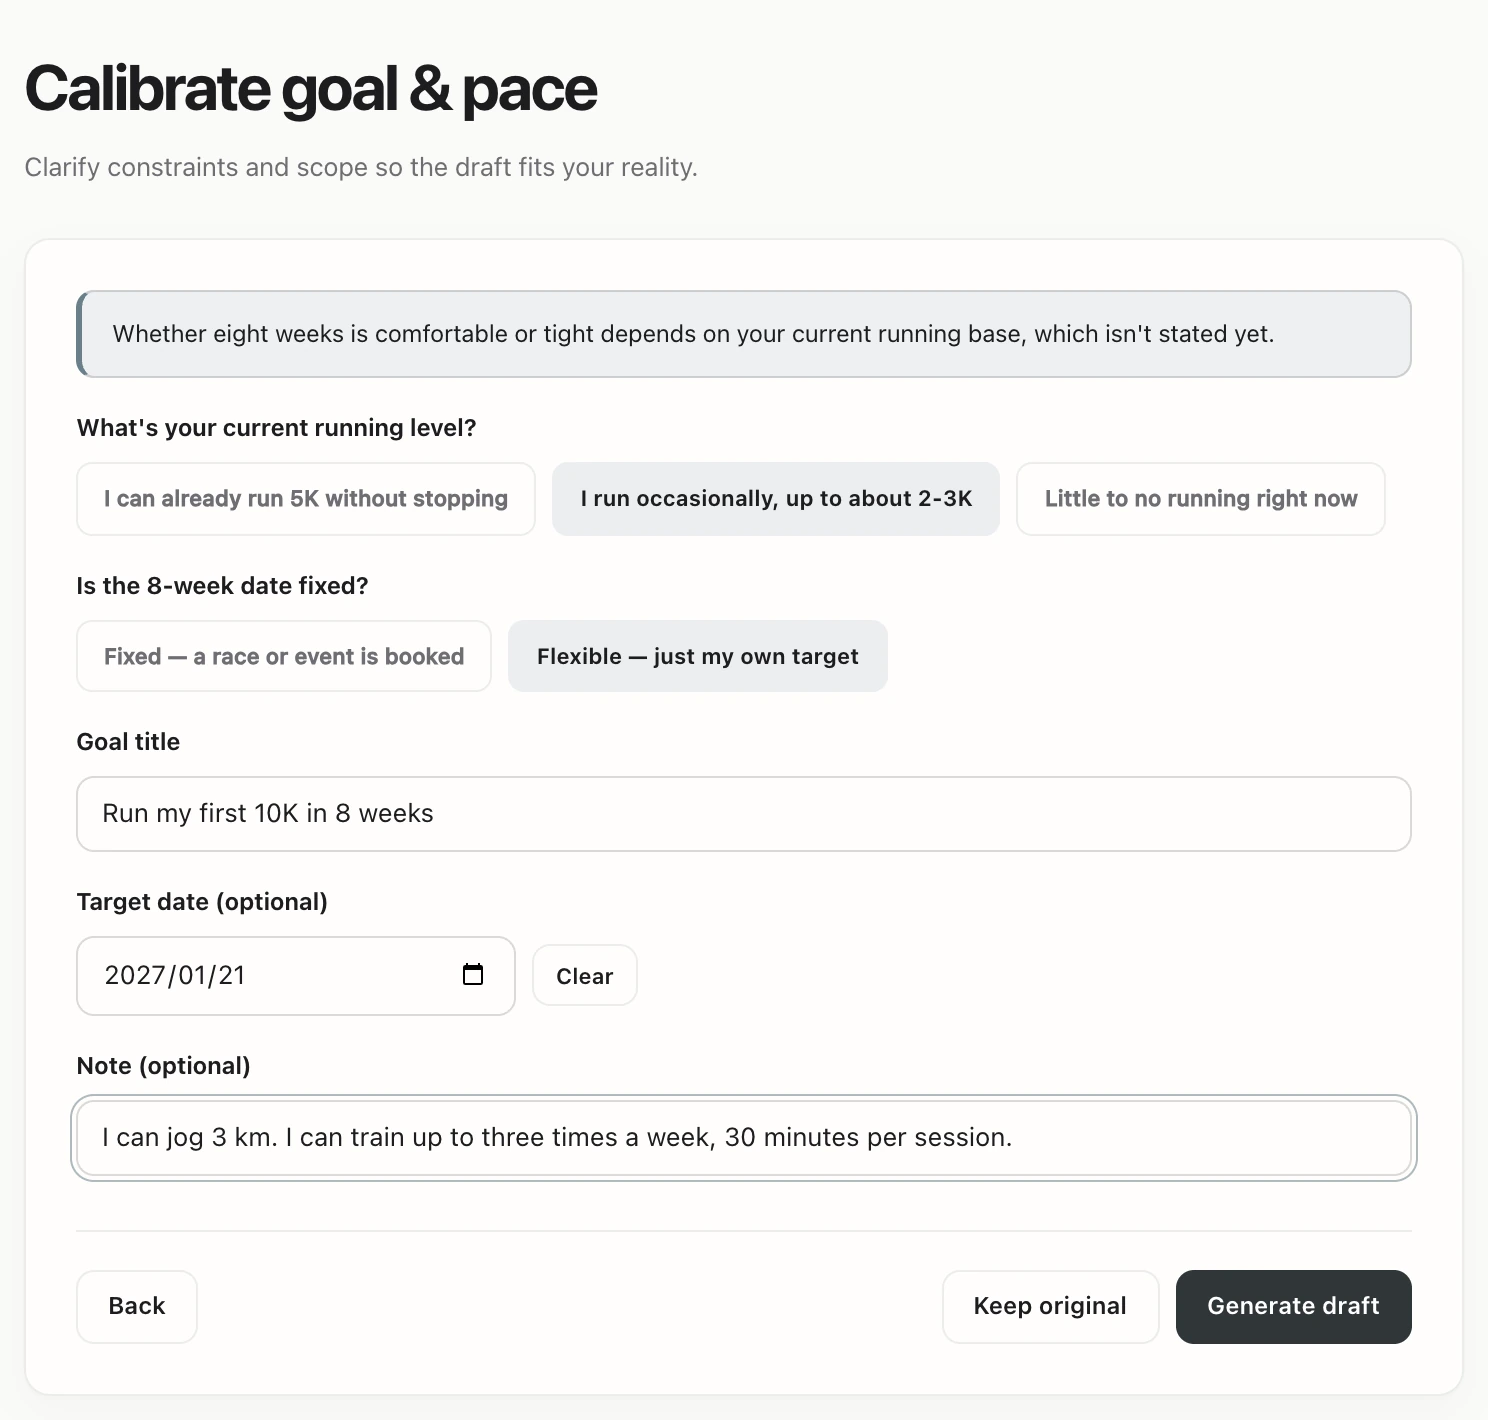 Calibrate goal & pace
Clarify constraints and scope so the draft fits your reality.
Whether eight weeks is comfortable or tight depends on your current running base, which isn't stated yet.
What's your current running level?
I can already run 5K without stopping
I run occasionally, up to about 2-3K
Little to no running right now
Is the 8-week date fixed?
Fixed — a race or event is booked
Flexible — just my own target
Goal title
Run my first 10K in 8 weeks
Target date (optional)
2027/01/21
Clear
Note (optional)
I can jog 3 km. I can train up to three times a week, 30 minutes per session.
Back
Keep original
Generate draft